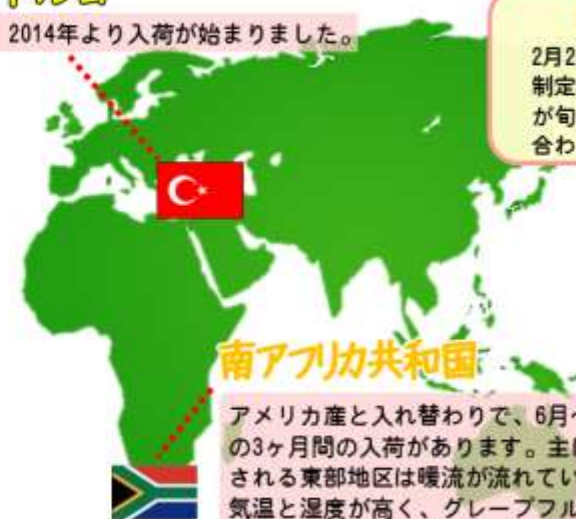 2014年より入荷が始まりました。
2月2
制定
が旬
合わ
南アフリカ共和国
アメリカ産と入れ替わりで、6月
の3ヶ月間の入荷があります。主
される東部地区は暖流が流れてい
気温と湿度が高く、グレープフル